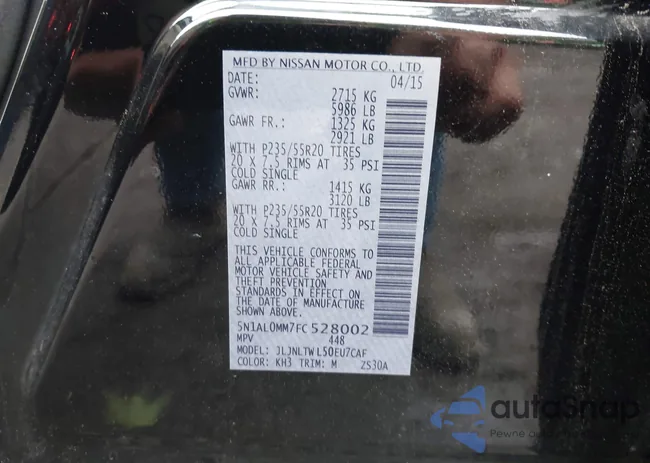 MFD BY NISSAN MOTOR CO., LTD.
DATE: 04/15
GVWR: 2715 KG
5986 LB
GAWR FR.: 1325 KG
2921 LB
WITH P235/55R20 TIRES
20 X 7.5 RIMS AT 35 PSI
COLD SINGLE
GAWR RR.: 1415 KG
3120 LB
WITH P235/55R20 TIRES
20 X 7.5 RIMS AT 35 PSI
COLD SINGLE
THIS VEHICLE CONFORMS TO
ALL APPLICABLE FEDERAL
MOTOR VEHICLE SAFETY AND
THEFT PREVENTION
STANDARDS IN EFFECT ON
THE DATE OF MANUFACTURE
SHOWN ABOVE.
5N1AL0MM7FC528002
MPV 448
MODEL: JLJNLTWL50EU7CAF
COLOR: KH3 TRIM: M ZS30A
autoSnap
Pewne au